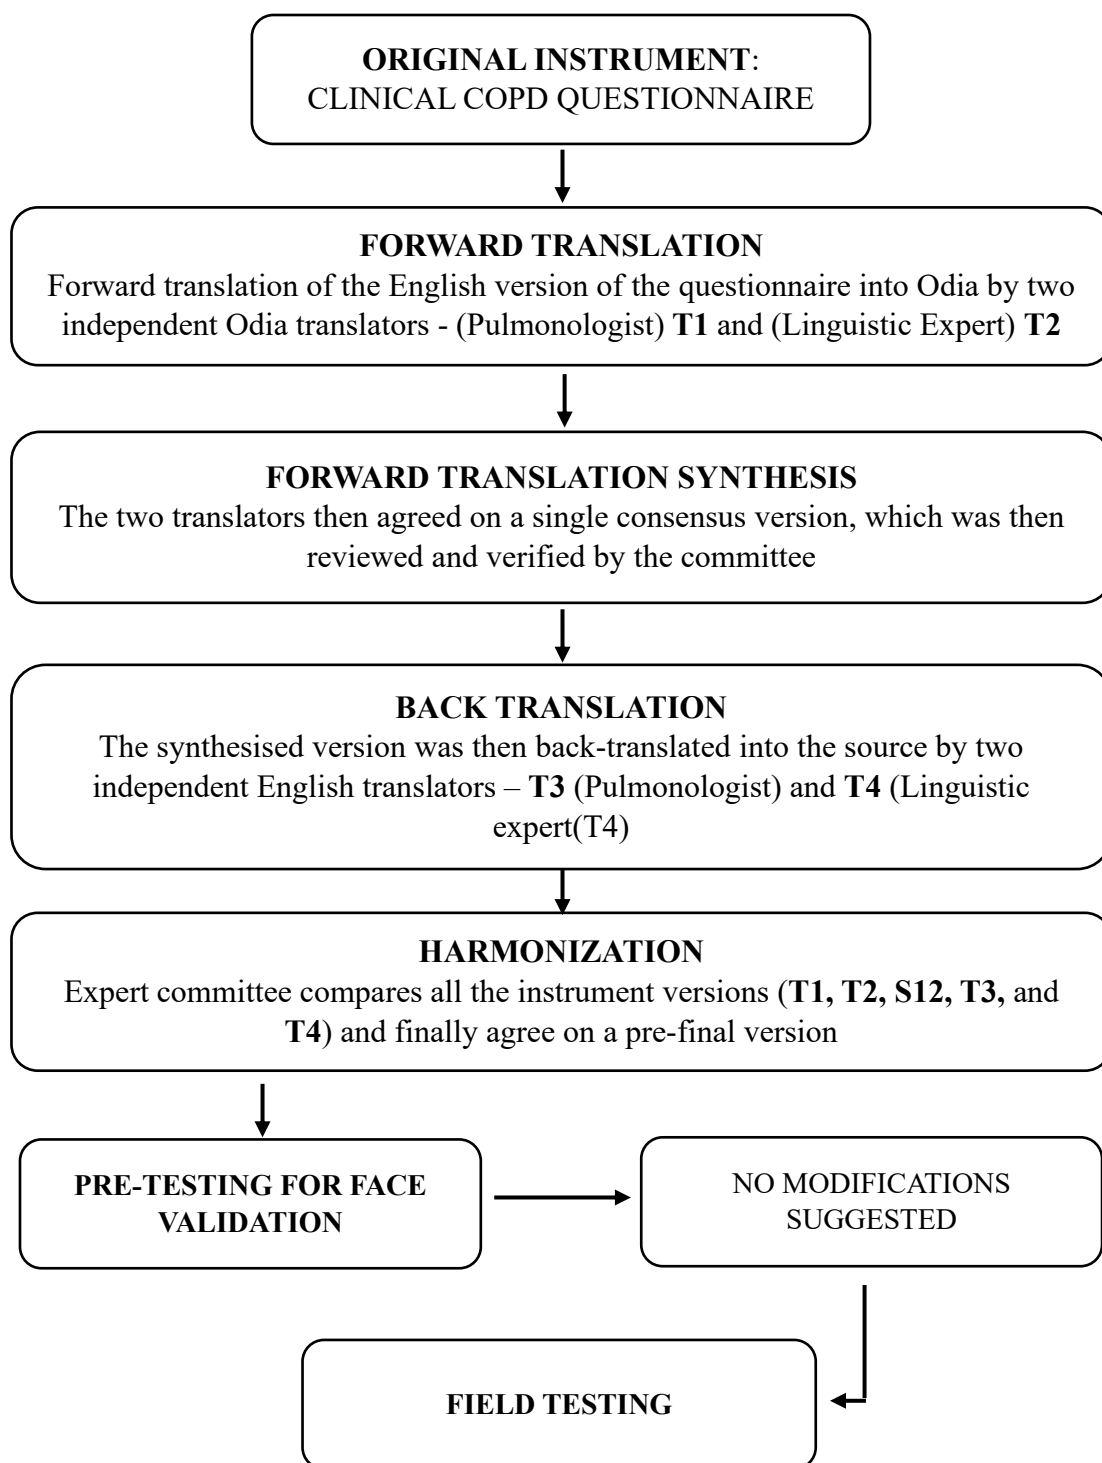 ORIGINAL INSTRUMENT:
CLINICAL COPD QUESTIONNAIRE
FORWARD TRANSLATION
Forward translation of the English version of the questionnaire into Odia by two
independent Odia translators - (Pulmonologist) T1 and (Linguistic Expert) T2
FORWARD TRANSLATION SYNTHESIS
The two translators then agreed on a single consensus version, which was then
reviewed and verified by the committee
BACK TRANSLATION
The synthesised version was then back-translated into the source by two
independent English translators – T3 (Pulmonologist) and T4 (Linguistic
expert(T4)
HARMONIZATION
Expert committee compares all the instrument versions (T1, T2, S12, T3, and
T4) and finally agree on a pre-final version
PRE-TESTING FOR FACE
VALIDATION
NO MODIFICATIONS
SUGGESTED
FIELD TESTING